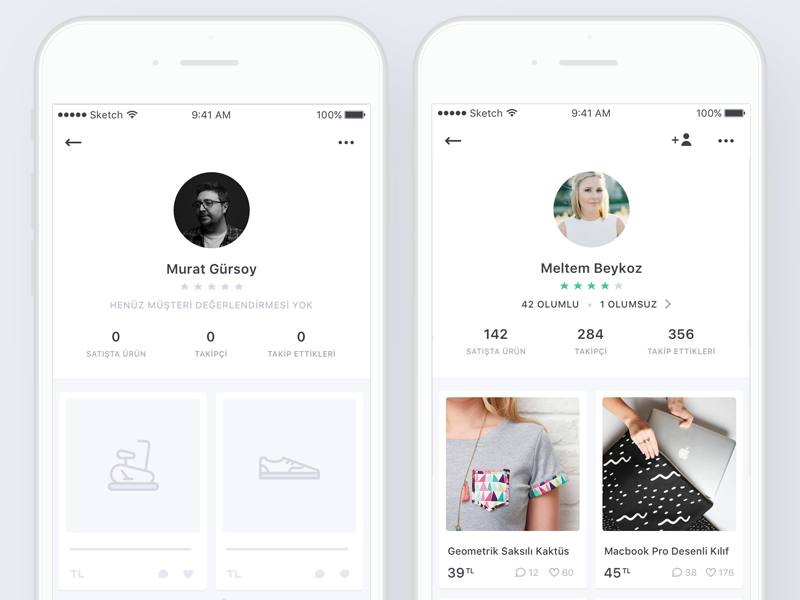 Sketch 9:41 AM 100%
Murat Gürsoy
HENÜZ MÜŞTERİ DEĞERLENDİRMESİ YOK
0 0 0
SATIŞTA ÜRÜN TAKİPÇİ TAKİP ETTİKLERİ
TL TL
Sketch 9:41 AM 100%
Meltem Beykoz
42 OLUMLU • 1 OLUMSUZ
142 284 356
SATIŞTA ÜRÜN TAKİPÇİ TAKİP ETTİKLERİ
Geometrik Saksılı Kaktüs
39TL 12 60
Macbook Pro Desenli Kılıf
45TL 38 176